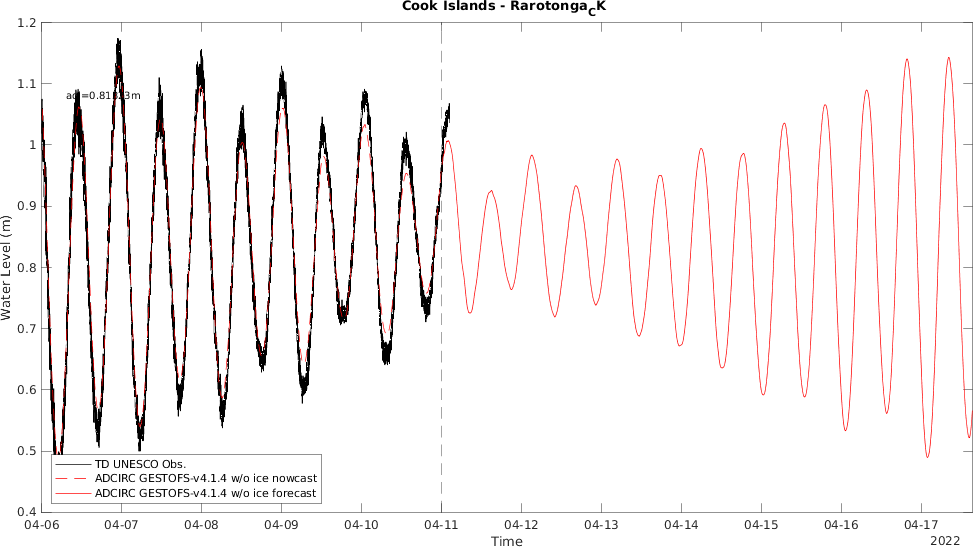 Cook Islands - Rarotonga_CK
1.2
1.1
1
0.9
0.8
0.7
0.6
0.5
0.4
Water Level (m)
TD UNESCO Obs.
ADCIRC GESTOFS-v4.1.4 w/o ice nowcast
ADCIRC GESTOFS-v4.1.4 w/o ice forecast
04-06 04-07 04-08 04-09 04-10 04-11 04-12 04-13 04-14 04-15 04-16 04-17
Time
2022